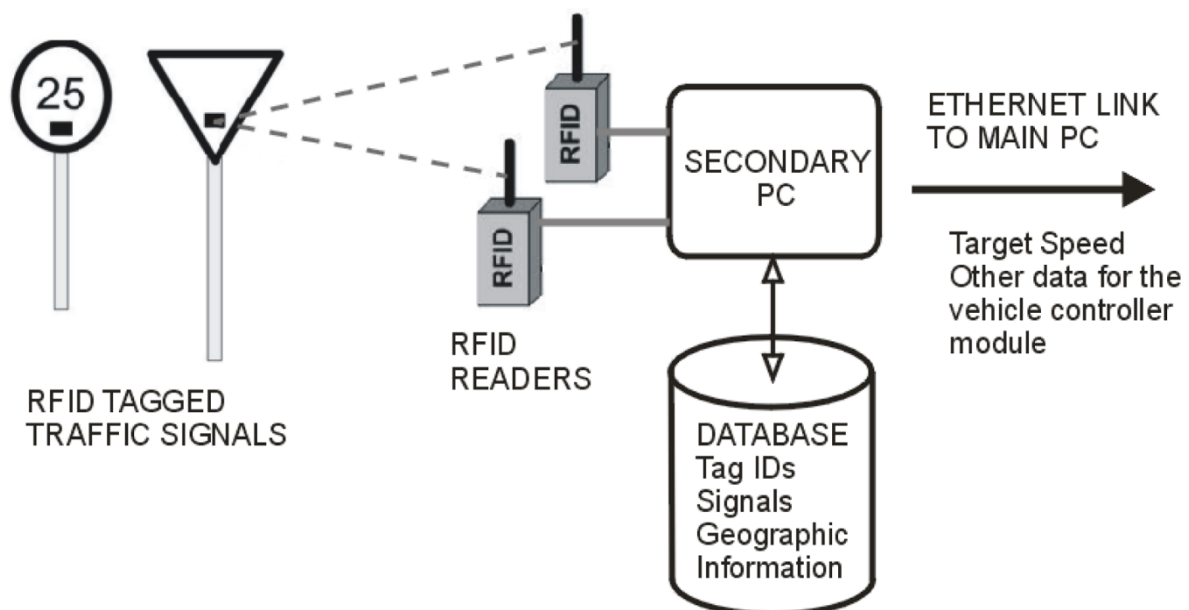 25
RFID TAGGED
TRAFFIC SIGNALS
RFID
RFID
RFID
READERS
SECONDARY
PC
DATABASE
Tag IDs
Signals
Geographic
Information
ETHERNET LINK
TO MAIN PC
Target Speed
Other data for the
vehicle controller
module